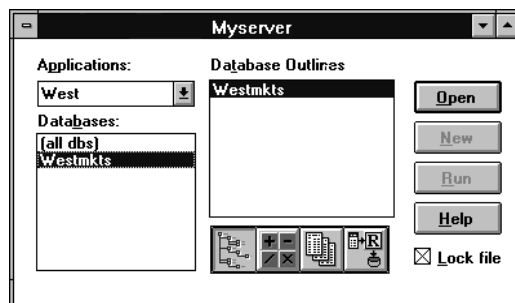 Myserver
Applications:
West
Databases:
(all dbs)
Westmkts
Database Outlines
Westmkts
Open
New
Run
Help
Lock file
R